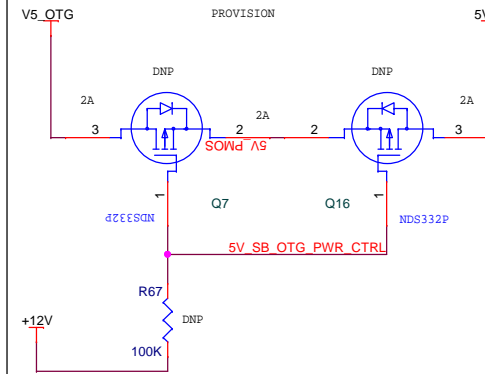 V5_OTG
PROVISION
5V
DNP
DNP
2A
2A
2A
3
2
2
3
5V_PMOS
1
1
Q7
Q16
NDS332P
NDS332P
5V_SB_OTG_PWR_CTRL
R67
DNP
+12V
100K